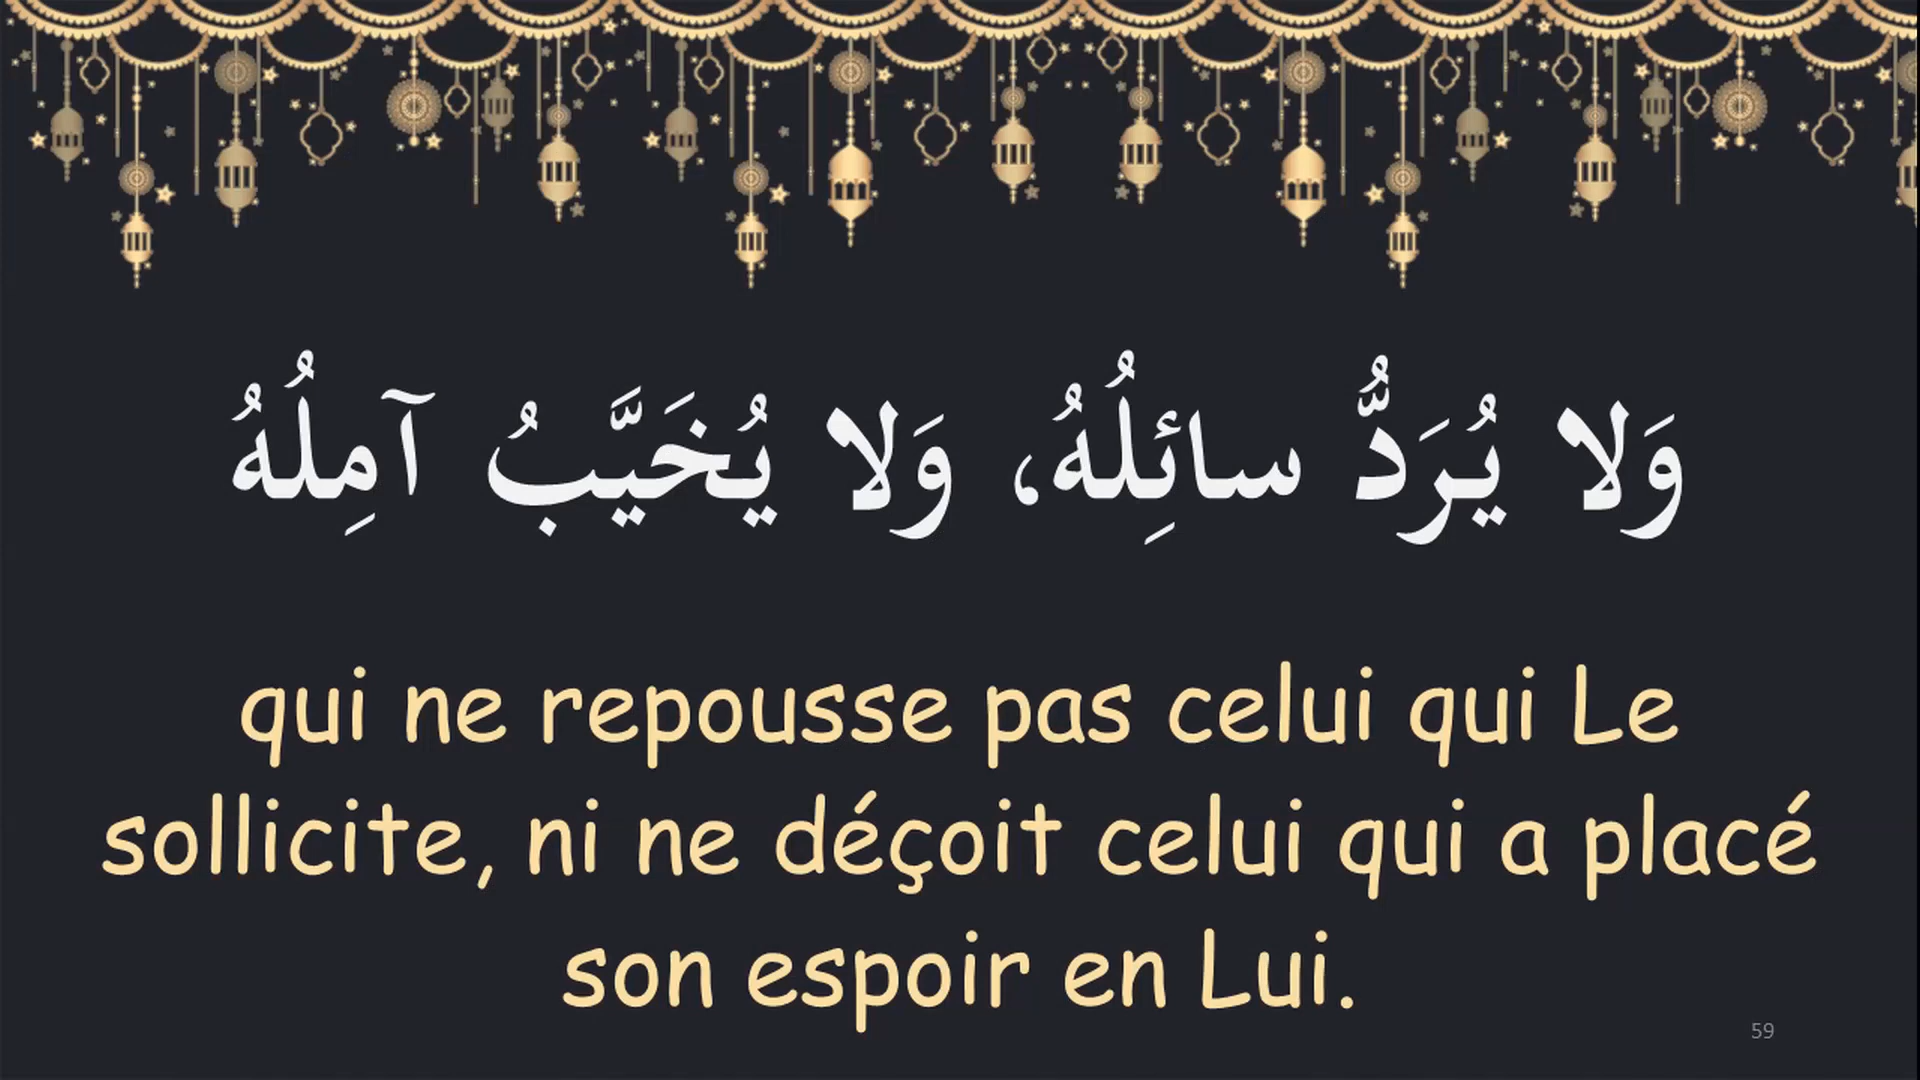 وَلا يُرَدُّ سائِلُهُ، وَلا يُخَيَّبُ آمِلُهُ
qui ne repousse pas celui qui Le
sollicite, ni ne déçoit celui qui a placé
son espoir en Lui.
59